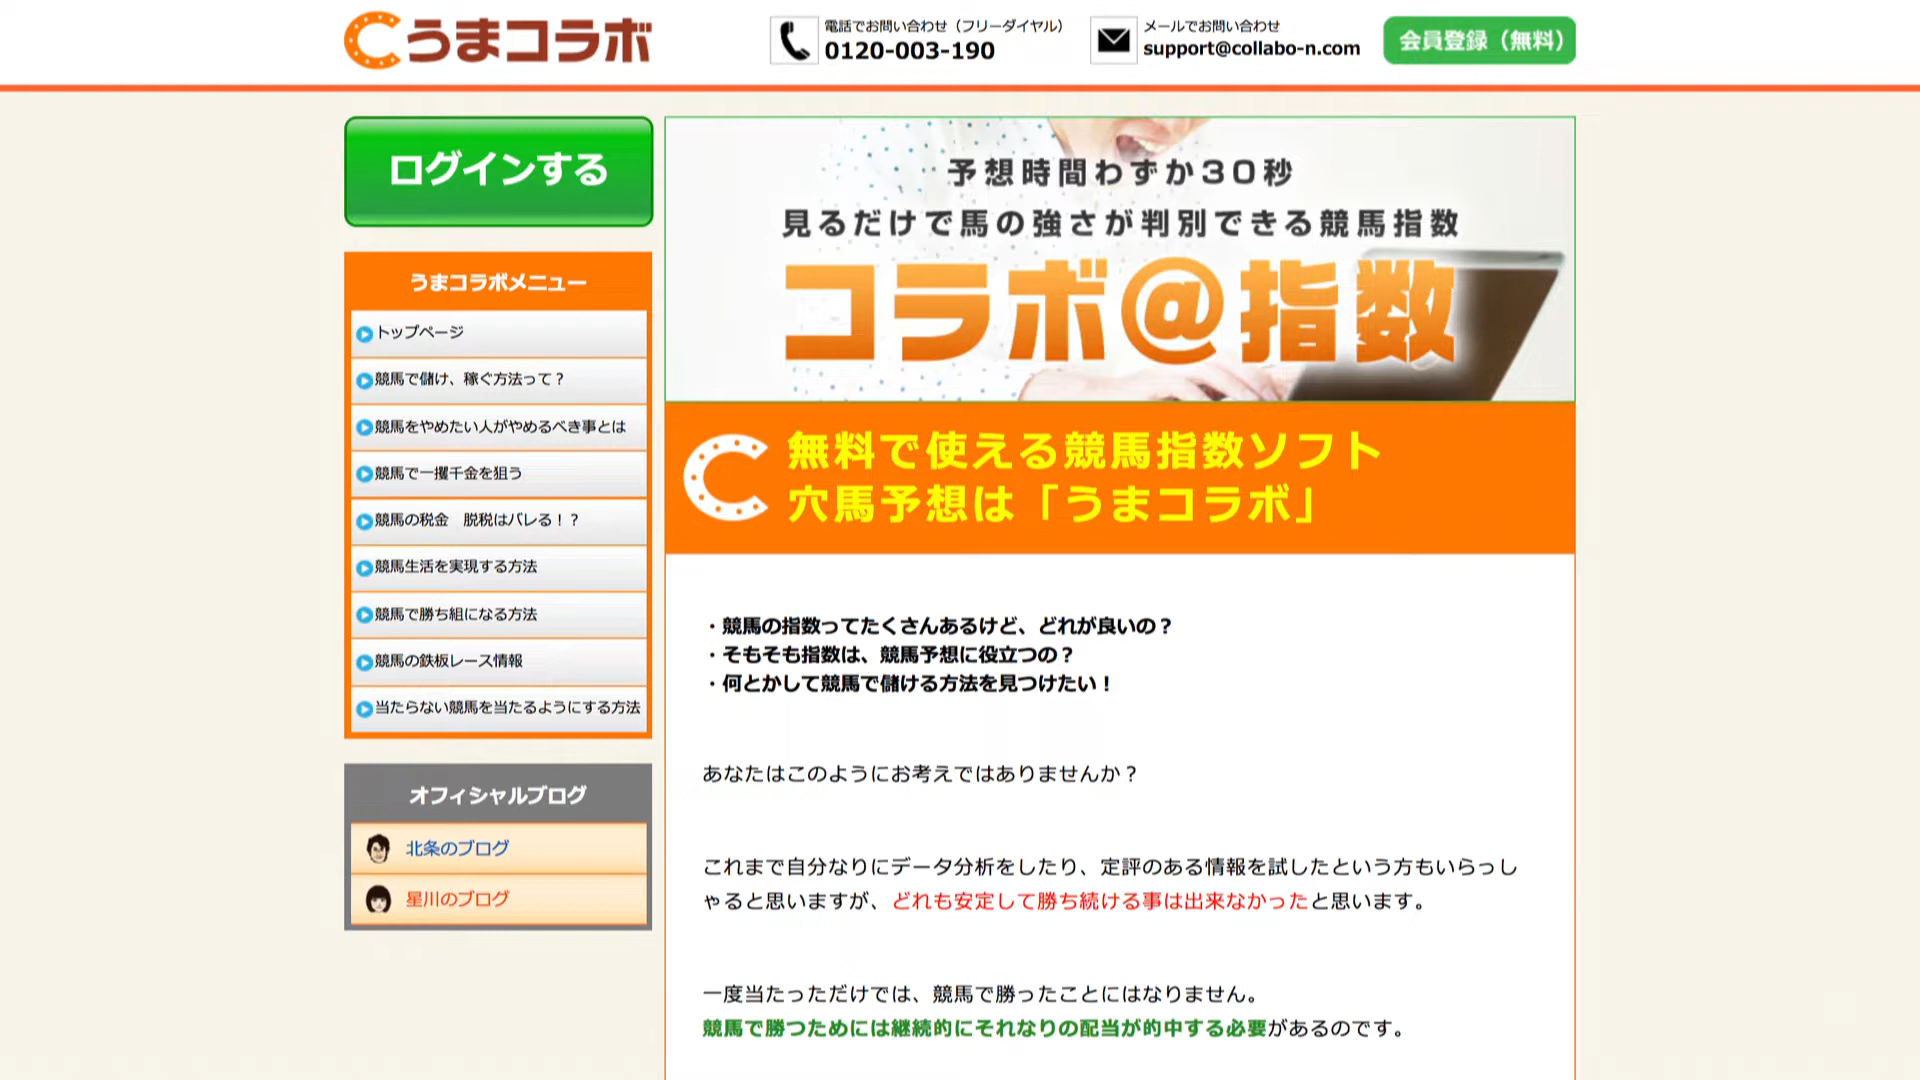 うまコラボ
電話でお問い合わせ（フリーダイヤル）
0120-003-190
メールでお問い合わせ
support@collabo-n.com
会員登録（無料）
ログインする
うまコラボメニュー
トップページ
競馬で儲け、稼ぐ方法って？
競馬をやめたい人がやめるべき事とは
競馬で一攫千金を狙う
競馬の税金　脱税はバレる！？
競馬生活を実現する方法
競馬で勝ち組になる方法
競馬の鉄板レース情報
当たらない競馬を当たるようにする方法
オフィシャルブログ
北条のブログ
星川のブログ
予想時間わずか30秒
見るだけで馬の強さが判別できる競馬指数
コラボ@指数
無料で使える競馬指数ソフト
穴馬予想は「うまコラボ」
・競馬の指数ってたくさんあるけど、どれが良いの？
・そもそも指数は、競馬予想に役立つの？
・何とかして競馬で儲ける方法を見つけたい！
あなたはこのようにお考えではありませんか？
これまで自分なりにデータ分析をしたり、定評のある情報を試したという方もいらっし
ゃると思いますが、どれも安定して勝ち続ける事は出来なかったと思います。
一度当たっただけでは、競馬で勝ったことにはなりません。
競馬で勝つためには継続的にそれなりの配当が的中する必要があるのです。